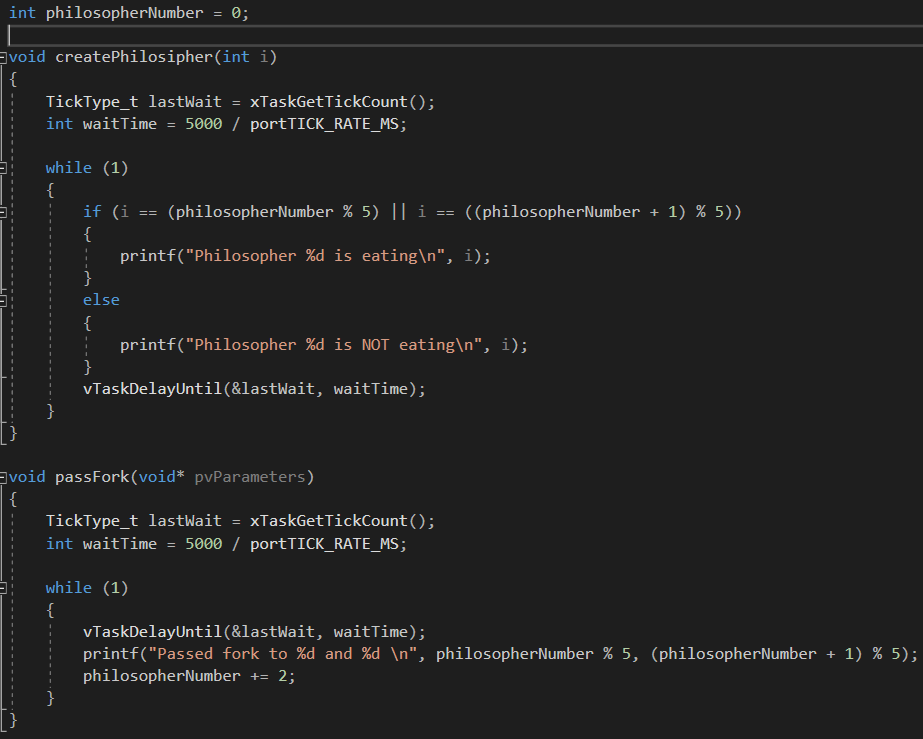 int philosopherNumber = 0;
void createPhilosipher(int i)
{
TickType_t lastWait = xTaskGetTickCount();
int waitTime = 5000 / portTICK_RATE_MS;
while (1)
{
if (i == (philosopherNumber % 5) || i == ((philosopherNumber + 1) % 5))
{
printf("Philosopher %d is eating\n", i);
}
else
{
printf("Philosopher %d is NOT eating\n", i);
}
vTaskDelayUntil(&lastWait, waitTime);
}
}
void passFork(void* pvParameters)
{
TickType_t lastWait = xTaskGetTickCount();
int waitTime = 5000 / portTICK_RATE_MS;
while (1)
{
vTaskDelayUntil(&lastWait, waitTime);
printf("Passed fork to %d and %d \n", philosopherNumber % 5, (philosopherNumber + 1) % 5);
philosopherNumber += 2;
}
}